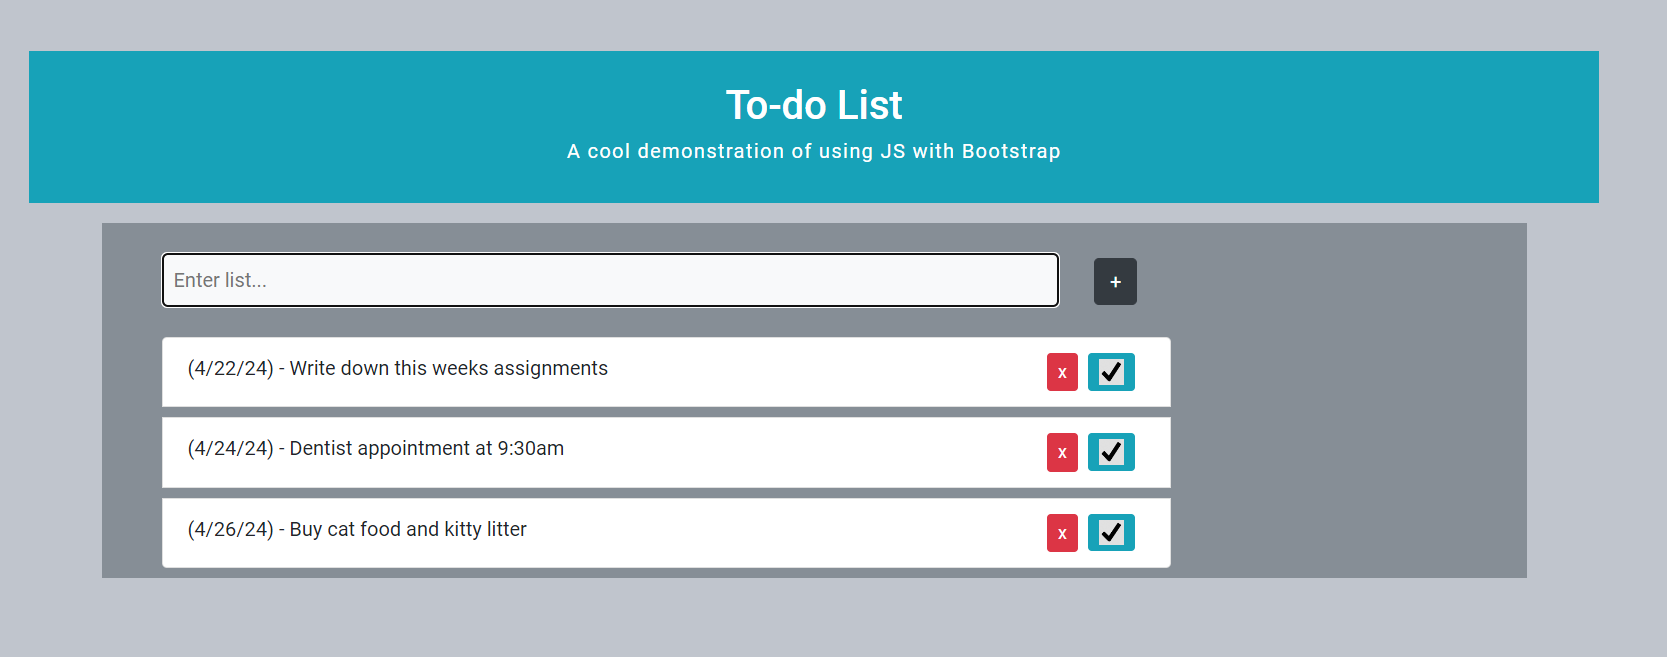 To-do List
A cool demonstration of using JS with Bootstrap
Enter list...
+
(4/22/24) - Write down this weeks assignments
x
(4/24/24) - Dentist appointment at 9:30am
x
(4/26/24) - Buy cat food and kitty litter
x